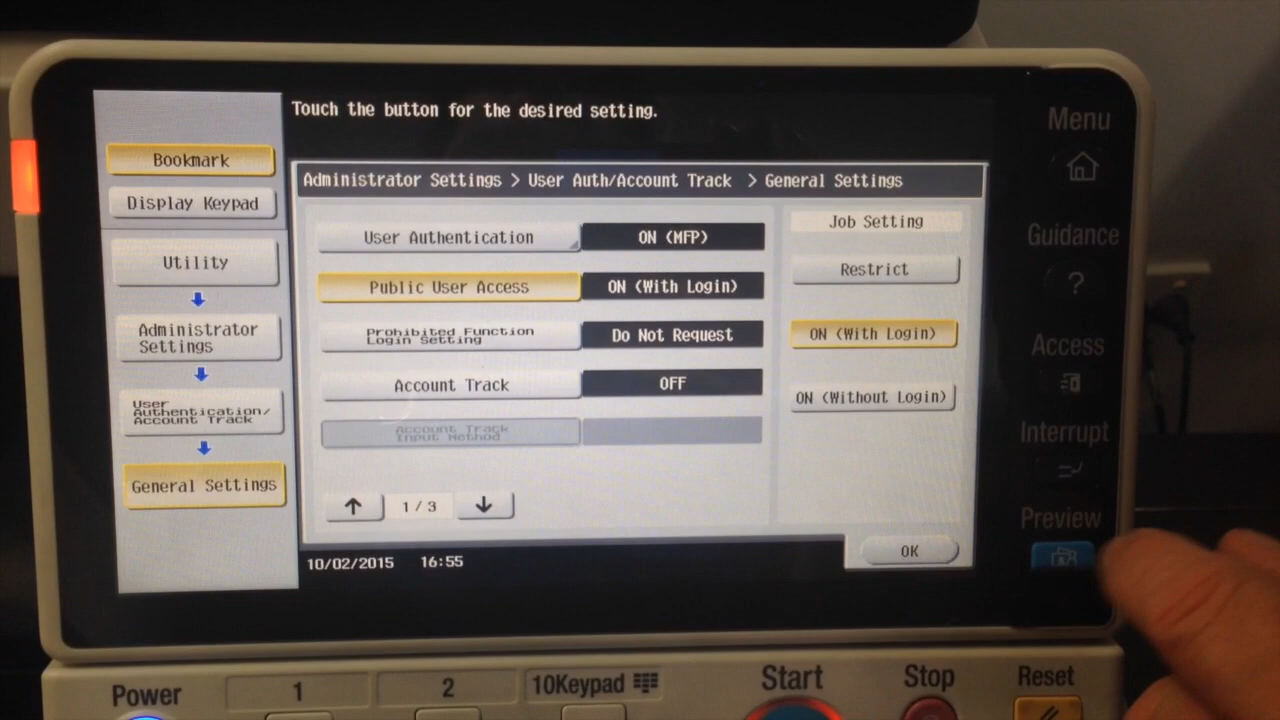 Touch the button for the desired setting.
Bookmark
Display Keypad
Utility
Administrator
Settings
User
Authentication/
Account Track
General Settings
Administrator Settings > User Auth/Account Track > General Settings
User Authentication
ON (MFP)
Public User Access
ON (With Login)
Prohibited Function
Login Setting
Do Not Request
Account Track
OFF
Account Track
Input Method
1 / 3
Job Setting
Restrict
ON (With Login)
ON (Without Login)
OK
10/02/2015 16:55
Menu
Guidance
?
Access
Interrupt
Preview
Power
1
2
10Keypad
Start
Stop
Reset